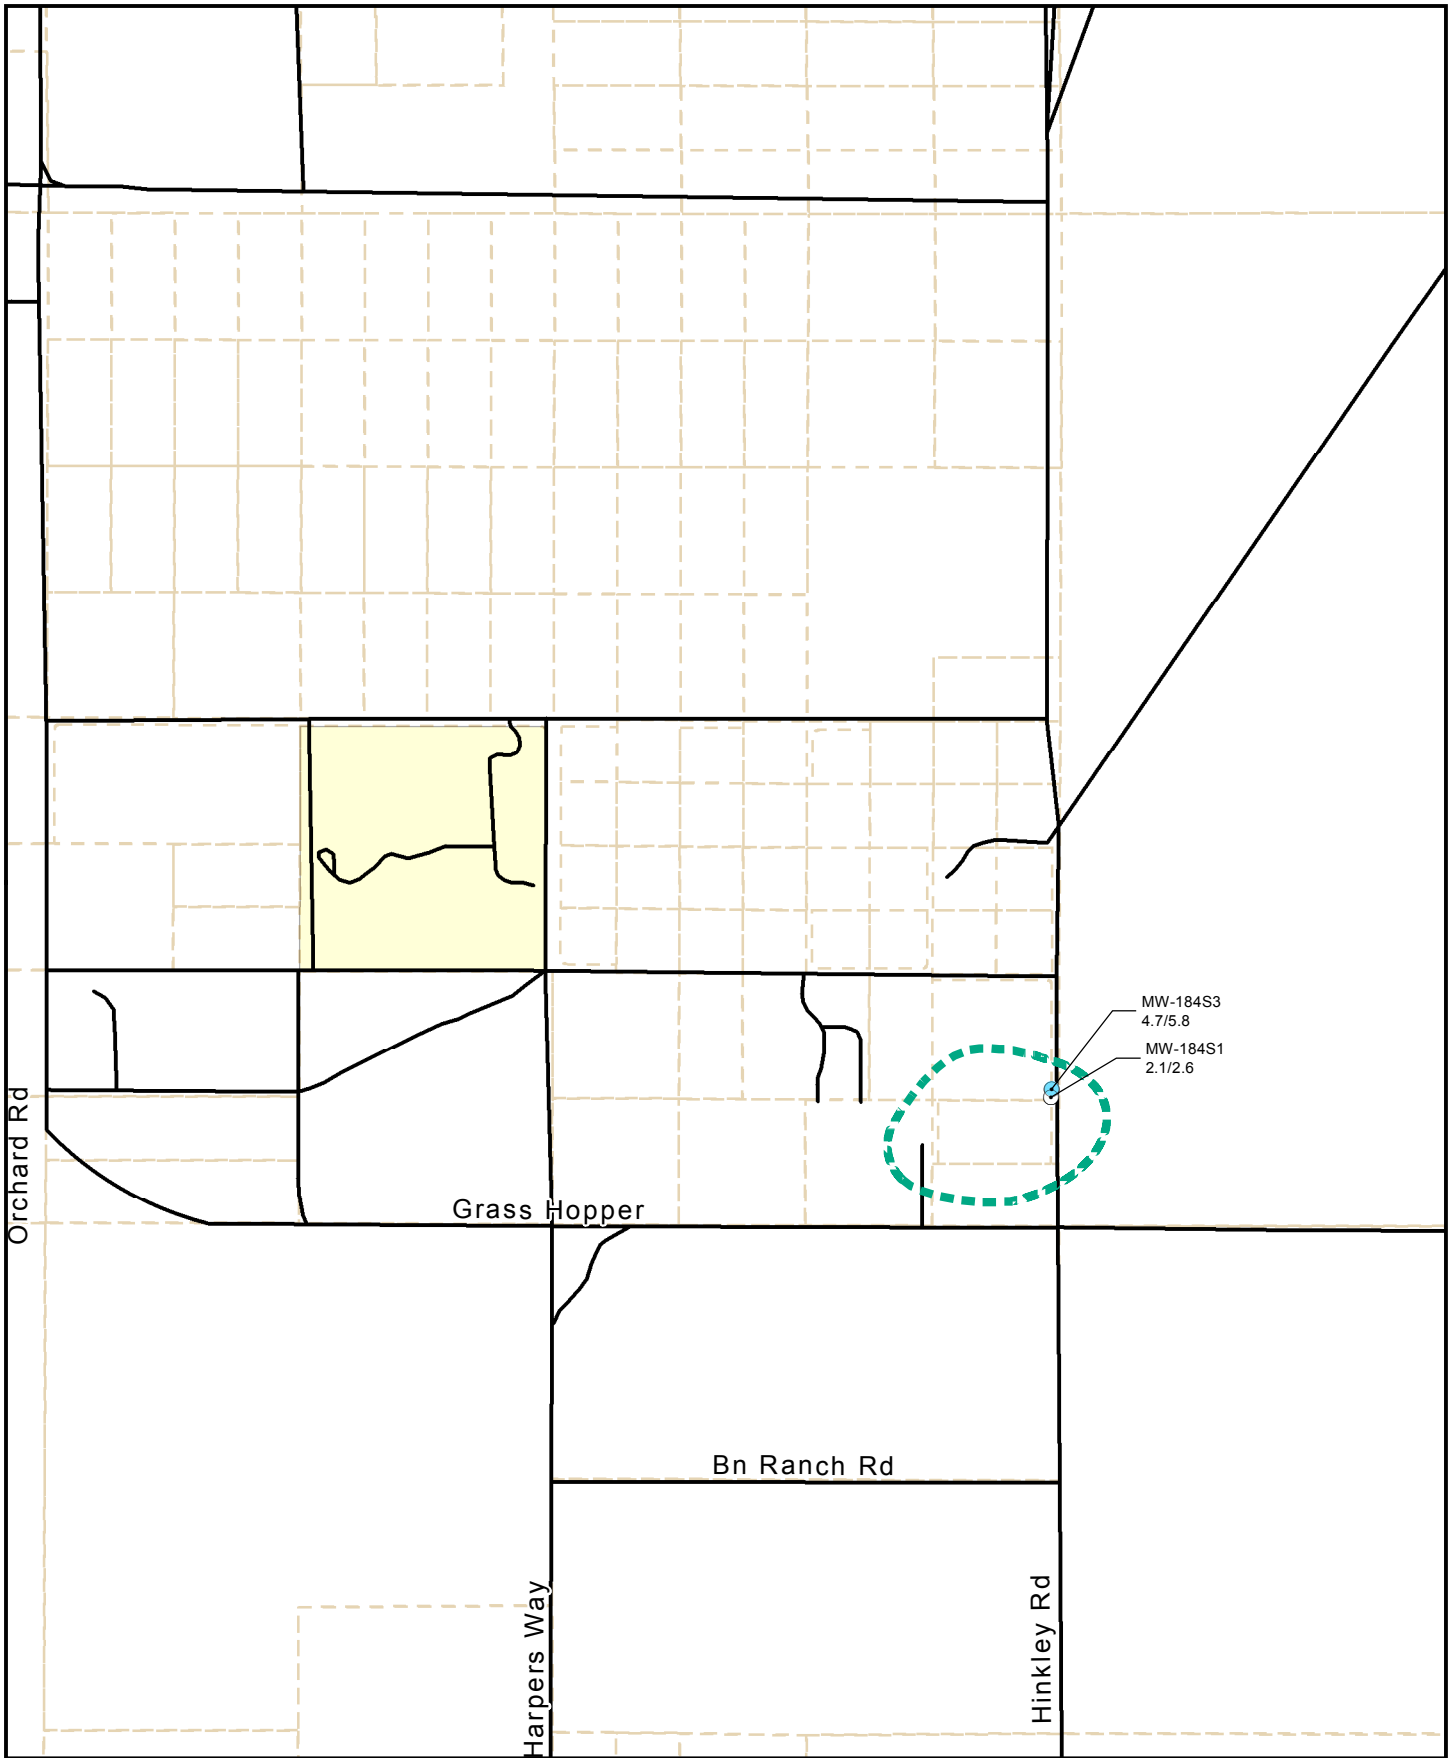 MW-184S3
4.7/5.8
MW-184S1
2.1/2.6
Orchard Rd
Grass Hopper
Bn Ranch Rd
Harpers Way
Hinkley Rd